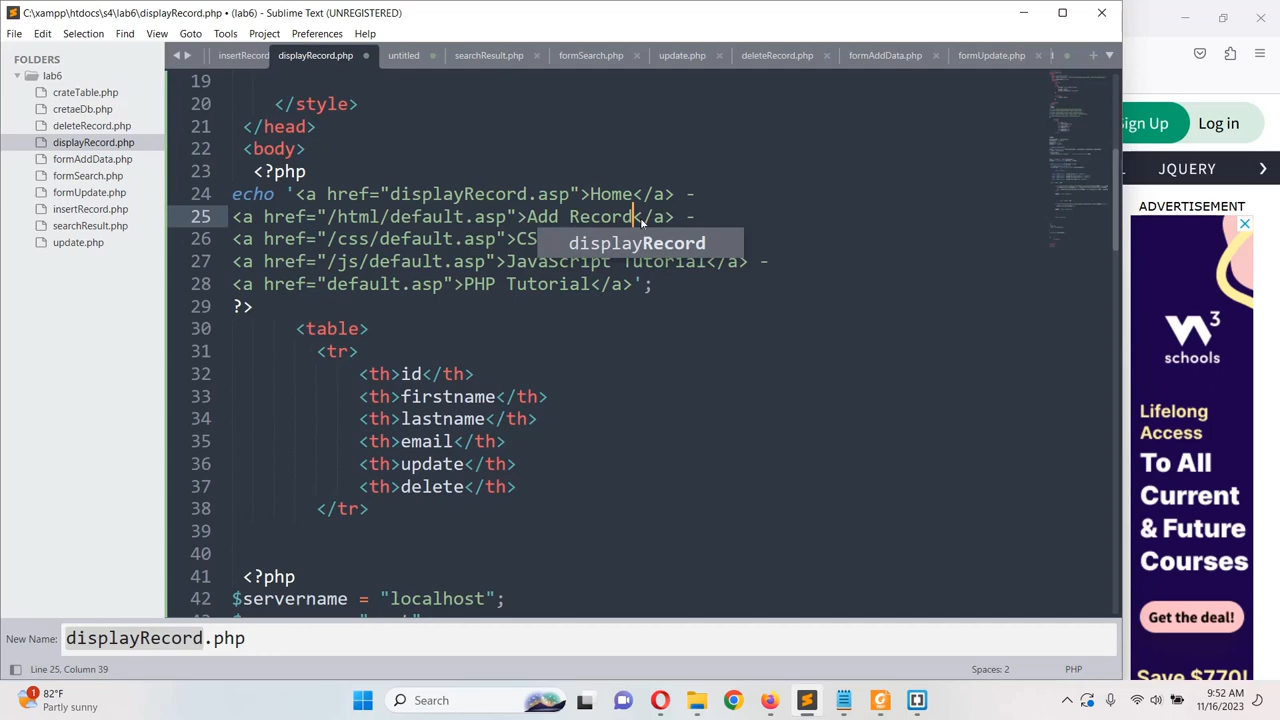 C:\xampp\htdocs\s4\lab6\displayRecord.php • (lab6) - Sublime Text (UNREGISTERED)
File Edit Selection Find View Goto Tools Project Preferences Help
FOLDERS
lab6
crateTable.php
cretaeDb.php
deleteRecord.php
displayRecord.php
formAddData.php
formSearch.php
formUpdate.php
insertRecord.php
searchResult.php
update.php
insertRecord displayRecord.php untitled searchResult.php formSearch.php update.php deleteRecord.php formAddData.php formUpdate.php
19
20 </style>
21 </head>
22 <body>
23 <?php
24 echo '<a href="displayRecord.asp">Home</a> -
25 <a href="/html/default.asp">Add Record</a> -
26 <a href="/css/default.asp">CS
displayRecord
27 <a href="/js/default.asp">JavaScript Tutorial</a> -
28 <a href="default.asp">PHP Tutorial</a>';
29 ?>
30 <table>
31 <tr>
32 <th>id</th>
33 <th>firstname</th>
34 <th>lastname</th>
35 <th>email</th>
36 <th>update</th>
37 <th>delete</th>
38 </tr>
39
40
41 <?php
42 $servername = "localhost";
New Name: displayRecord.php
Line 25, Column 39 Spaces: 2 PHP
Sign Up Log in
JQUERY
ADVERTISEMENT
W3
schools
Lifelong
Access
To All
Current
& Future
Courses
Get the deal!
Save $770!
1
82°F
Partly sunny
Search
9:52 AM
11/16/2023